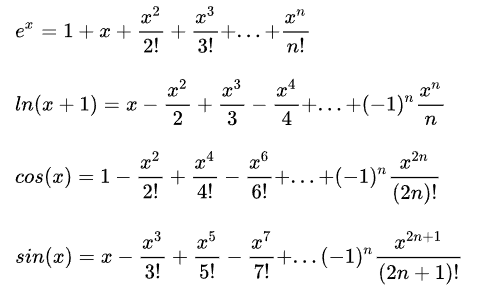 e^x = 1 + x + x^2/2! + x^3/3! +...+ x^n/n!
ln(x + 1) = x − x^2/2 + x^3/3 − x^4/4 +...+(−1)^n x^n/n
cos(x) = 1 − x^2/2! + x^4/4! − x^6/6! +...+(−1)^n x^{2n}/(2n)!
sin(x) = x − x^3/3! + x^5/5! − x^7/7! +...(−1)^n x^{2n+1}/(2n + 1)!